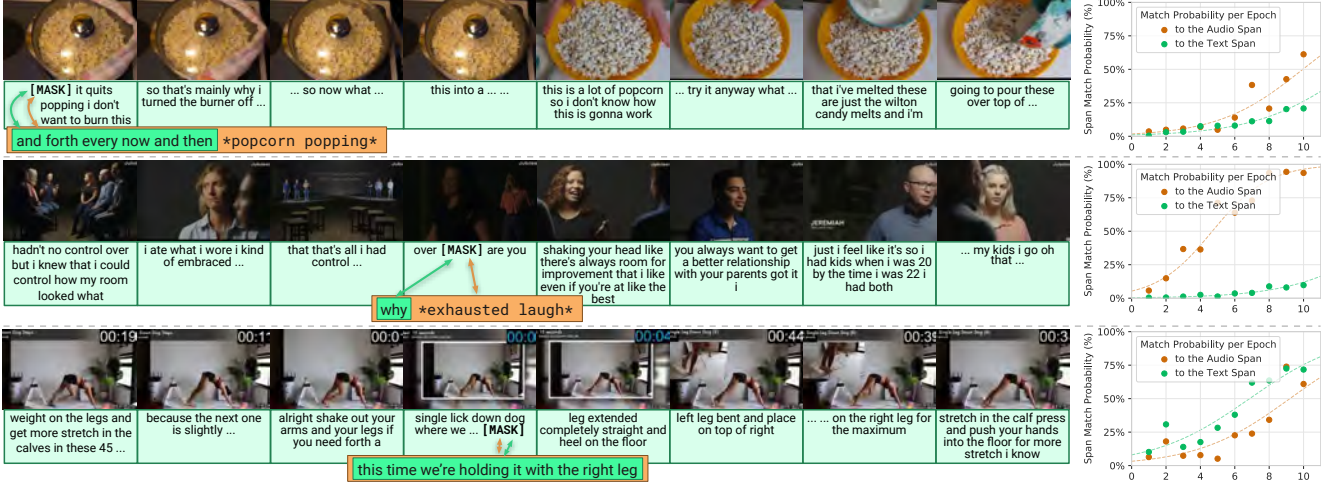 [MASK] it quits
popping i don't
want to burn this
so that's mainly why i
turned the burner off ...
... so now what ...
this into a ... ...
this is a lot of popcorn
so i don't know how
this is gonna work
... try it anyway what ...
that i've melted these
are just the wilton
candy melts and i'm
going to pour these
over top of ...
and forth every now and then *popcorn popping*
Span Match Probability (%)
75%
50%
25%
0%
Match Probability per Epoch
to the Audio Span
to the Text Span
0 2 4 6 8 10
hadn't no control over
but i knew that i could
control how my room
looked what
i ate what i wore i kind
of embraced ...
that that's all i had
control ...
over [MASK] are you
shaking your head like
there's always room for
improvement that i like
even if you're at like the
best
JEREMIAH
you always want to get
a better relationship
with your parents got it
i
just i feel like it's so i
had kids when i was 20
by the time i was 22 i
had both
... my kids i go oh
that ...
why *exhausted laugh*
Span Match Probability (%)
100%
75%
50%
25%
0%
Match Probability per Epoch
to the Audio Span
to the Text Span
0 2 4 6 8 10
00:19
00:1
00:0
00:0
00:04
00:44
00:39
00:3
weight on the legs and
get more stretch in the
calves in these 45 ...
because the next one
is slightly ...
alright shake out your
arms and your legs if
you need forth a
single lick down dog
where we ... [MASK]
leg extended
completely straight and
heel on the floor
left leg bent and place
on top of right
... ... on the right leg for
the maximum
stretch in the calf press
and push your hands
into the floor for more
stretch i know
this time we're holding it with the right leg
Span Match Probability (%)
100%
75%
50%
25%
0%
Match Probability per Epoch
to the Audio Span
to the Text Span
0 2 4 6 8 10